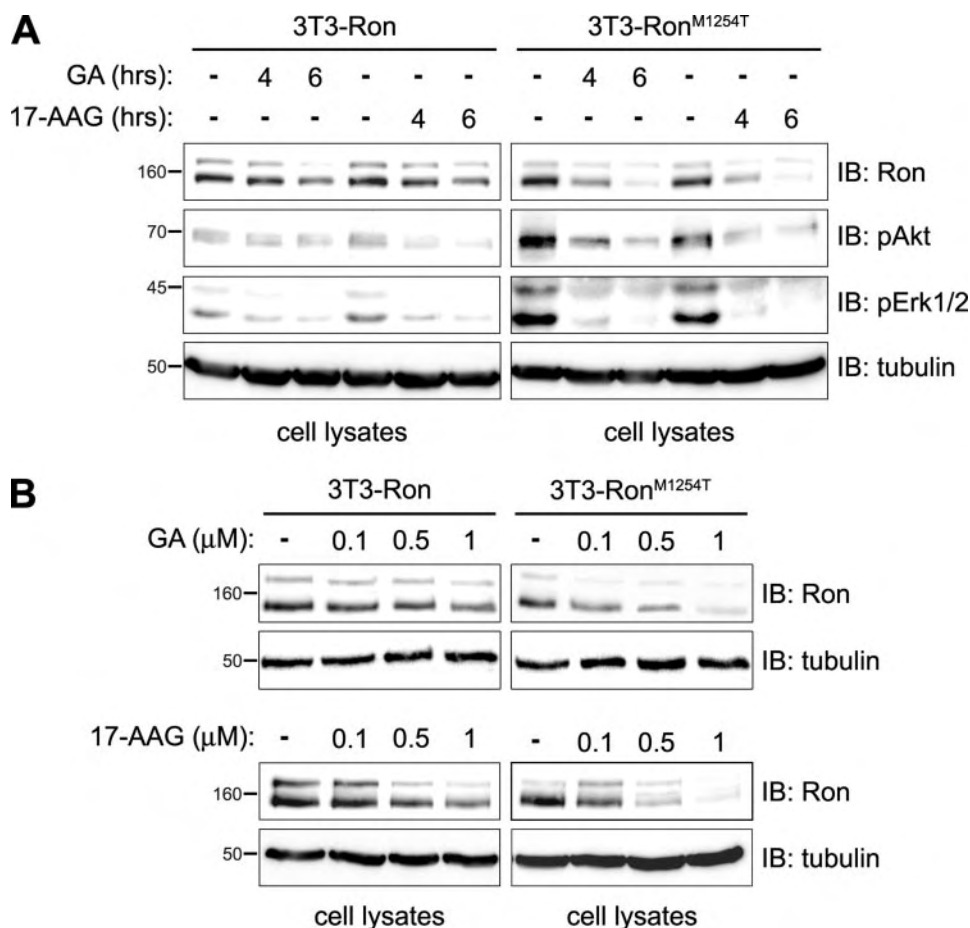 A
3T3-Ron 3T3-RonM1254T
GA (hrs): - 4 6 - - - - 4 6 - - -
17-AAG (hrs): - - - - 4 6 - - - - 4 6
160 IB: Ron
70 IB: pAkt
45 IB: pErk1/2
50 IB: tubulin
cell lysates cell lysates
B
3T3-Ron 3T3-RonM1254T
GA (μM): - 0.1 0.5 1 - 0.1 0.5 1
160 IB: Ron
50 IB: tubulin
17-AAG (μM): - 0.1 0.5 1 - 0.1 0.5 1
160 IB: Ron
50 IB: tubulin
cell lysates cell lysates